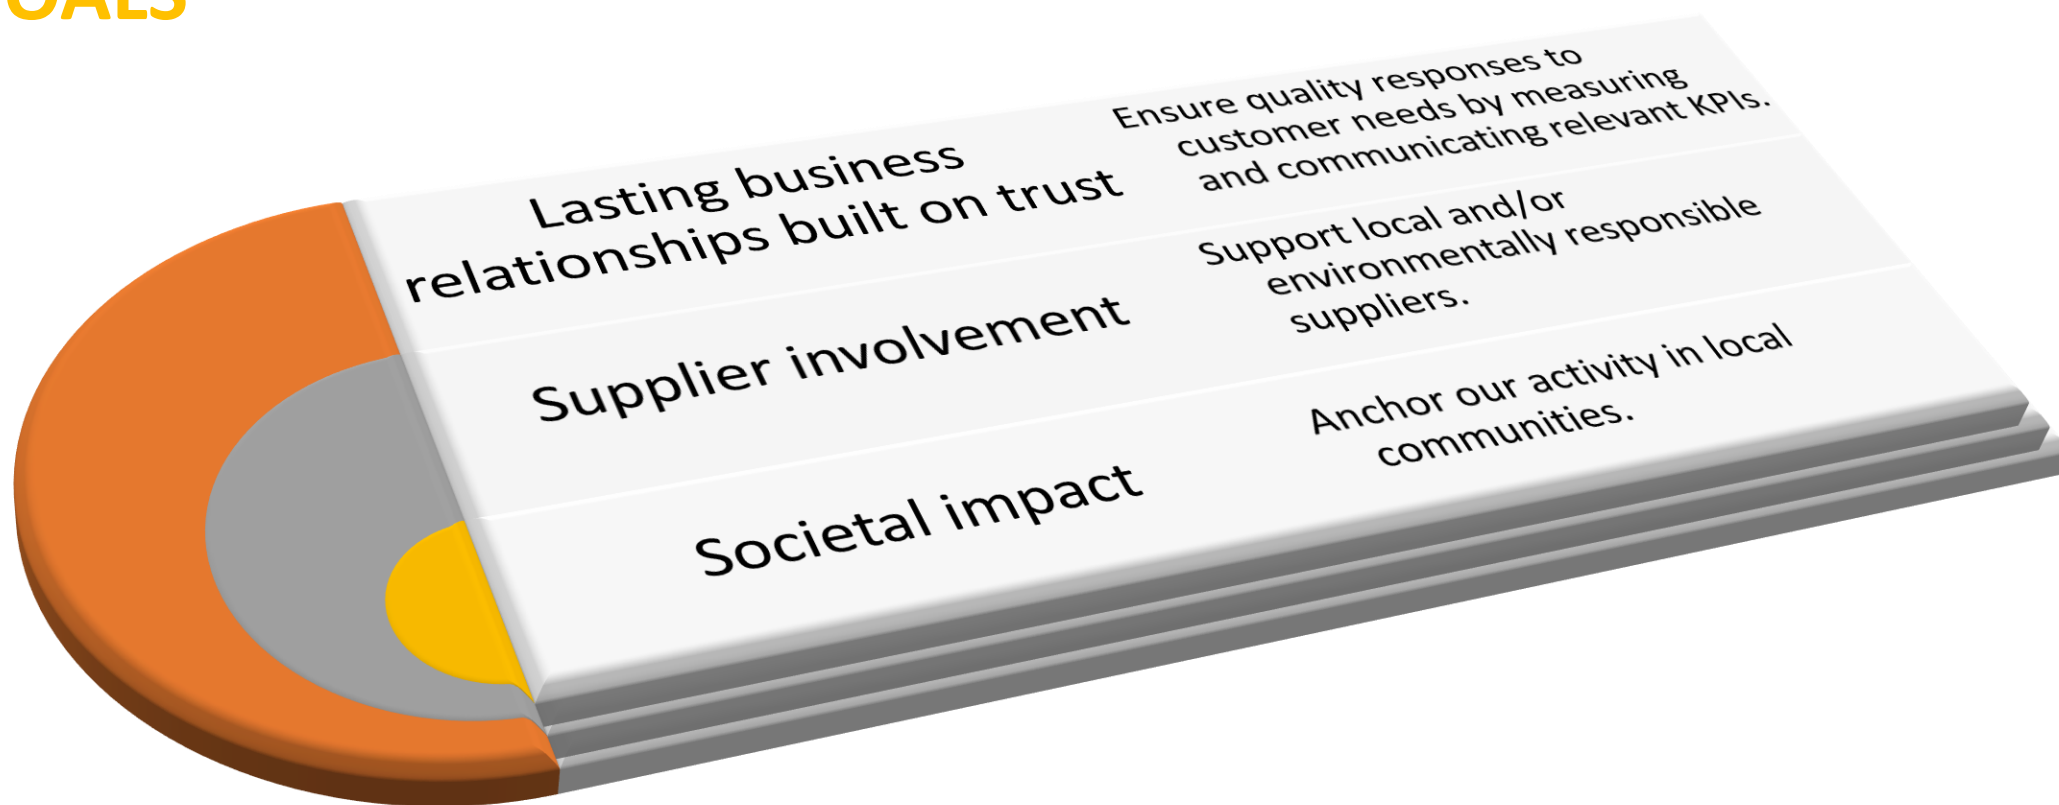 Lasting business
relationships built on trust
Ensure quality responses to
customer needs by measuring
and communicating relevant KPIs.
Supplier involvement
Support local and/or
environmentally responsible
suppliers.
Societal impact
Anchor our activity in local
communities.